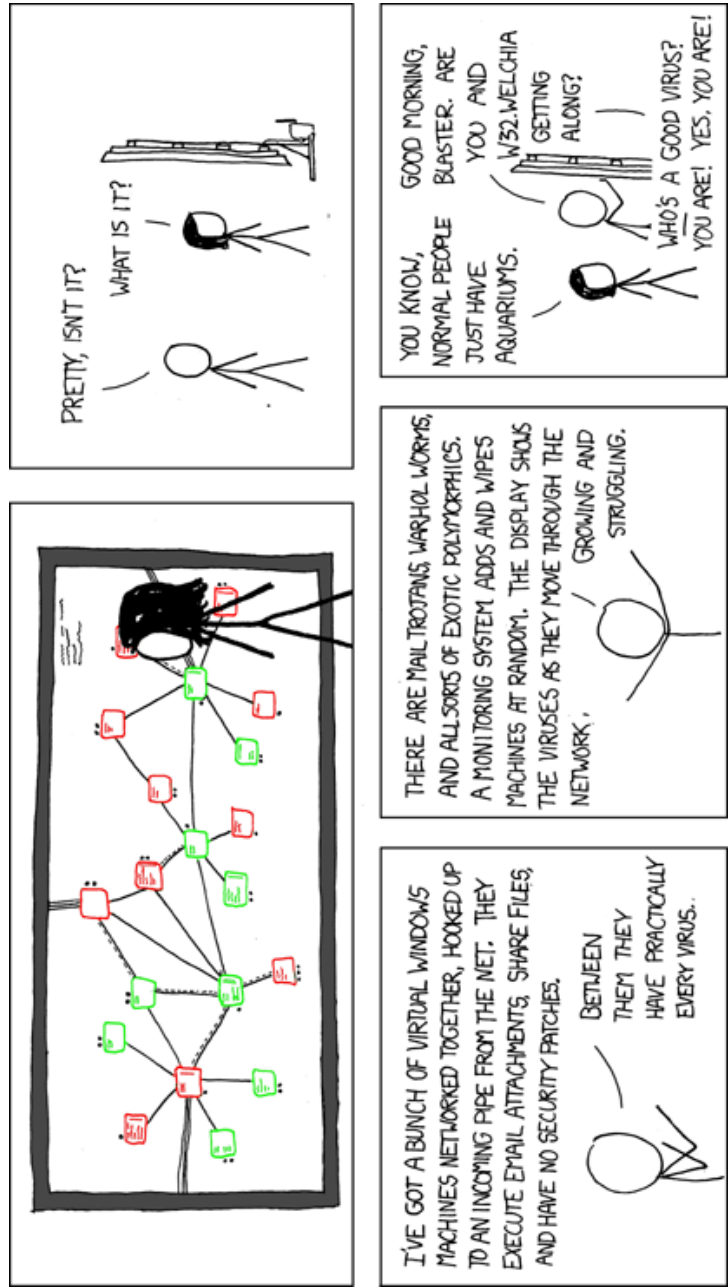 PRETTY, ISN'T IT?
WHAT IS IT?
I'VE GOT A BUNCH OF VIRTUAL WINDOWS
MACHINES NETWORKED TOGETHER, HOOKED UP
TO AN INCOMING PIPE FROM THE NET. THEY
EXECUTE EMAIL ATTACHMENTS, SHARE FILES,
AND HAVE NO SECURITY PATCHES.
BETWEEN
THEM THEY
HAVE PRACTICALLY
EVERY VIRUS..
THERE ARE MAIL TROJANS, WARHOL WORMS,
AND ALL SORTS OF EXOTIC POLYMORPHICS.
A MONITORING SYSTEM ADDS AND WIPES
MACHINES AT RANDOM. THE DISPLAY SHOWS
THE VIRUSES AS THEY MOVE THROUGH THE
NETWORK,
GROWING AND
STRUGGLING.
YOU KNOW,
NORMAL PEOPLE
JUST HAVE
AQUARIUMS.
GOOD MORNING,
BLASTER. ARE
YOU AND
W32.WELCHIA
GETTING
ALONG?
WHO'S A GOOD VIRUS?
YOU ARE! YES, YOU ARE!